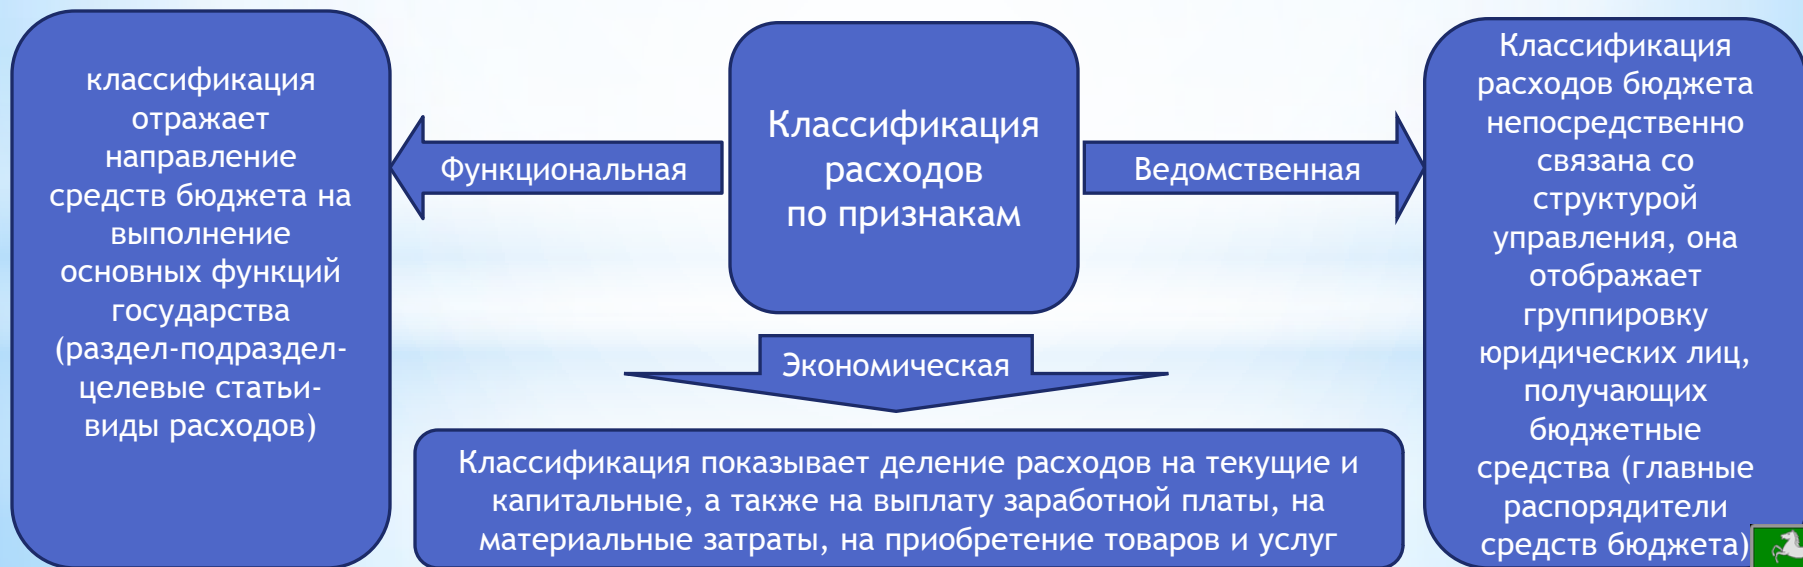 классификация
отражает
направление
средств бюджета на
выполнение
основных функций
государства
(раздел-подраздел-
целевые статьи-
виды расходов)
Функциональная
Классификация
расходов
по признакам
Ведомственная
Классификация
расходов бюджета
непосредственно
связана со
структурой
управления, она
отображает
группировку
юридических лиц,
получающих
бюджетные
средства (главные
распорядители
средств бюджета)
Экономическая
Классификация показывает деление расходов на текущие и
капитальные, а также на выплату заработной платы, на
материальные затраты, на приобретение товаров и услуг